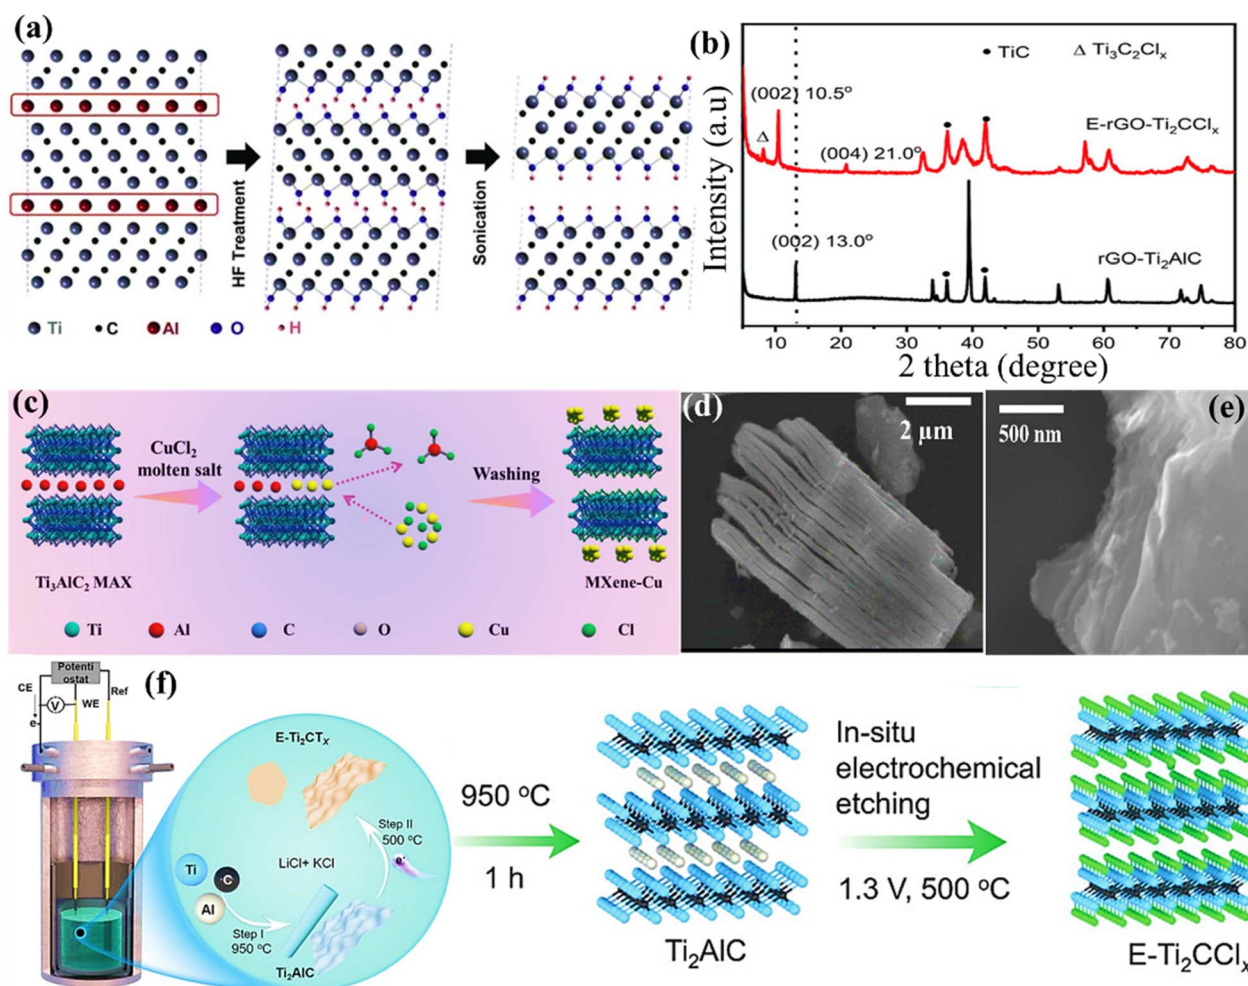 (a)
HF Treatment
Sonication
Ti
C
Al
O
H
(b)
• TiC
Δ Ti₃C₂Clₓ
(002) 10.5°
E-rGO-Ti₂CClₓ
Δ
(004) 21.0°
(002) 13.0°
rGO-Ti₂AlC
Intensity (a.u)
10 20 30 40 50 60 70 80
2 theta (degree)
(c)
CuCl₂
molten salt
Washing
Ti₃AlC₂ MAX
MXene-Cu
Ti
Al
C
O
Cu
Cl
(d)
2 µm
(e)
500 nm
(f)
Potenti
ostat
CE
V
WE
Ref
e⁻
E-Ti₂CTₓ
Step II
500 °C
e⁻
LiCl+ KCl
Ti
C
Al
Step I
950 °C
Ti₂AlC
950 °C
1 h
Ti₂AlC
In-situ
electrochemical
etching
1.3 V, 500 °C
E-Ti₂CClₓ